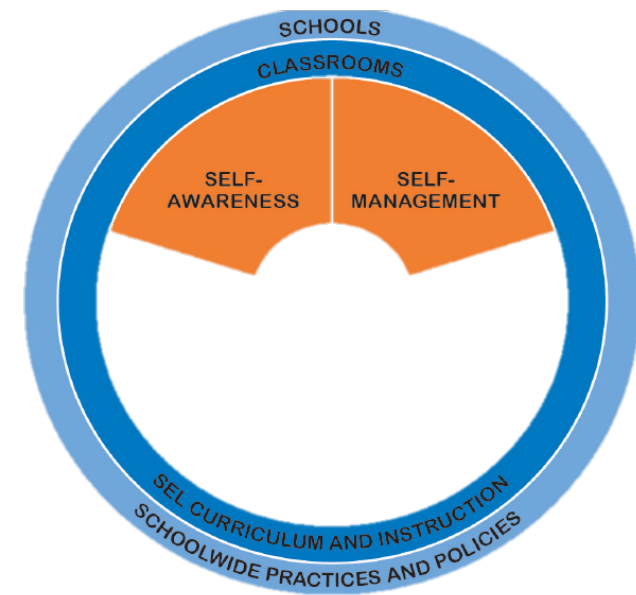 SCHOOLS
CLASSROOMS
SELF-
AWARENESS
SELF-
MANAGEMENT
SEL CURRICULUM AND INSTRUCTION
SCHOOLWIDE PRACTICES AND POLICIES